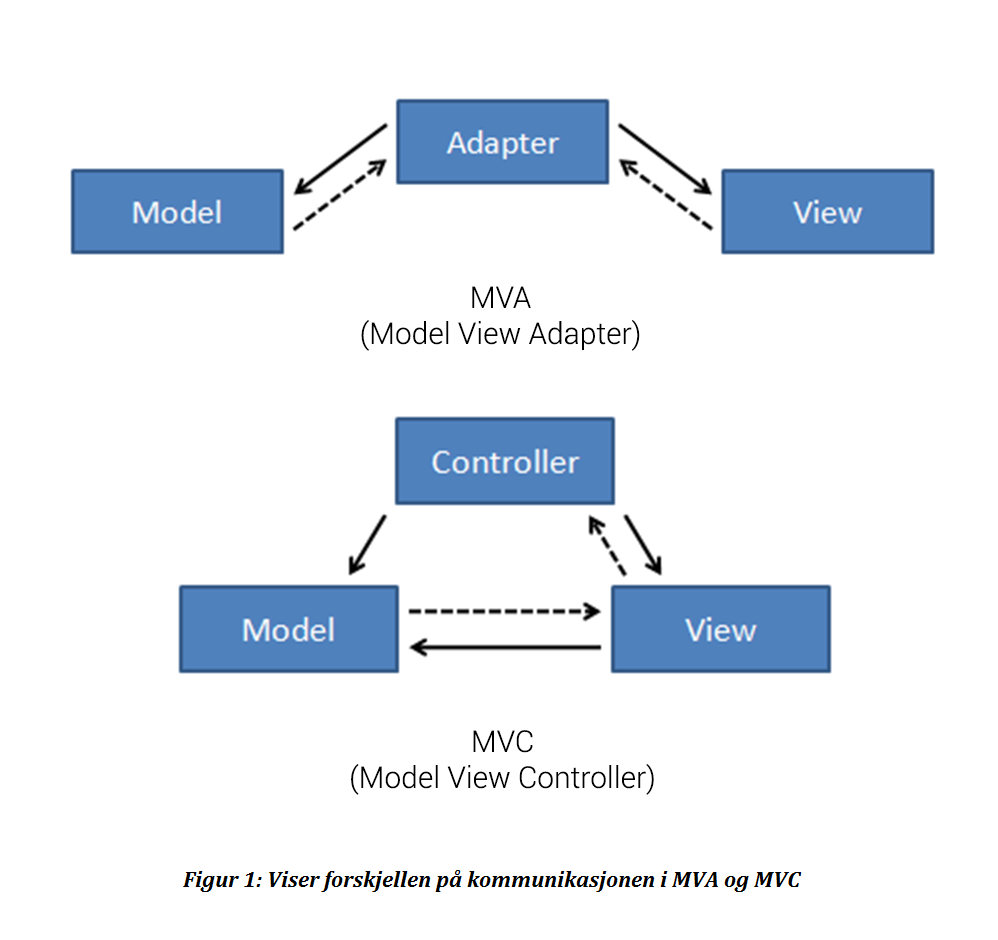 Adapter
Model
View
MVA
(Model View Adapter)
Controller
Model
View
MVC
(Model View Controller)
Figur 1: Viser forskjellen på kommunikasjonen i MVA og MVC